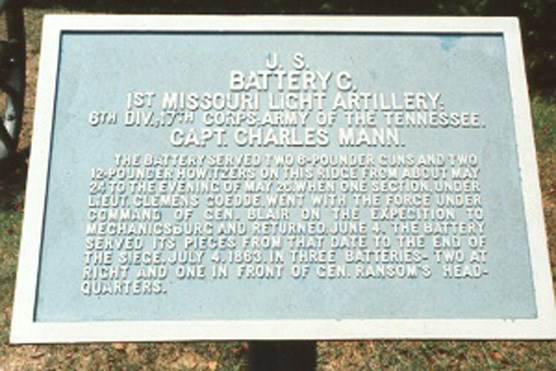 U. S.
BATTERY C.
1ST MISSOURI LIGHT ARTILLERY.
6TH DIV., 17TH CORPS-ARMY OF THE TENNESSEE.
CAPT. CHARLES MANN.
THE BATTERY SERVED TWO 6-POUNDER GUNS AND TWO
12-POUNDER HOWITZERS ON THIS RIDGE FROM ABOUT MAY
24 TO THE EVENING OF MAY 26, WHEN ONE SECTION, UNDER
LIEUT. CLEMENS COEDDE, WENT WITH THE FORCE UNDER
COMMAND OF GEN. BLAIR ON THE EXPEDITION TO
MECHANICSBURG AND RETURNED, JUNE 4. THE BATTERY
SERVED ITS PIECES FROM THAT DATE TO THE END OF
THE SIEGE, JULY 4, 1863, IN THREE BATTERIES- TWO AT
RIGHT AND ONE IN FRONT OF GEN. RANSOM'S HEAD-
QUARTERS.